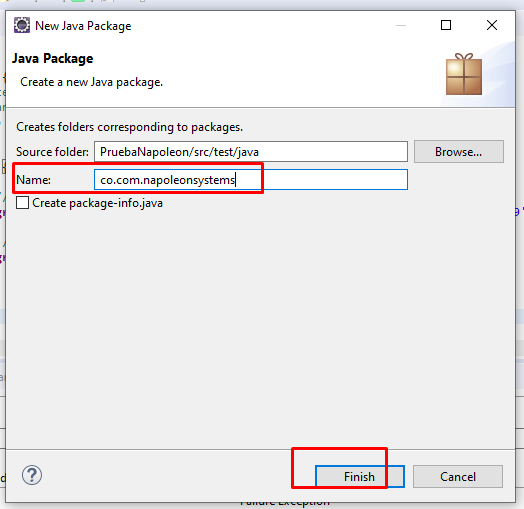 New Java Package
Java Package
Create a new Java package.
Creates folders corresponding to packages.
Source folder: PruebaNapoleon/src/test/java Browse...
Name: co.com.napoleonsystems
Create package-info.java
? Finish Cancel
Failure Exception